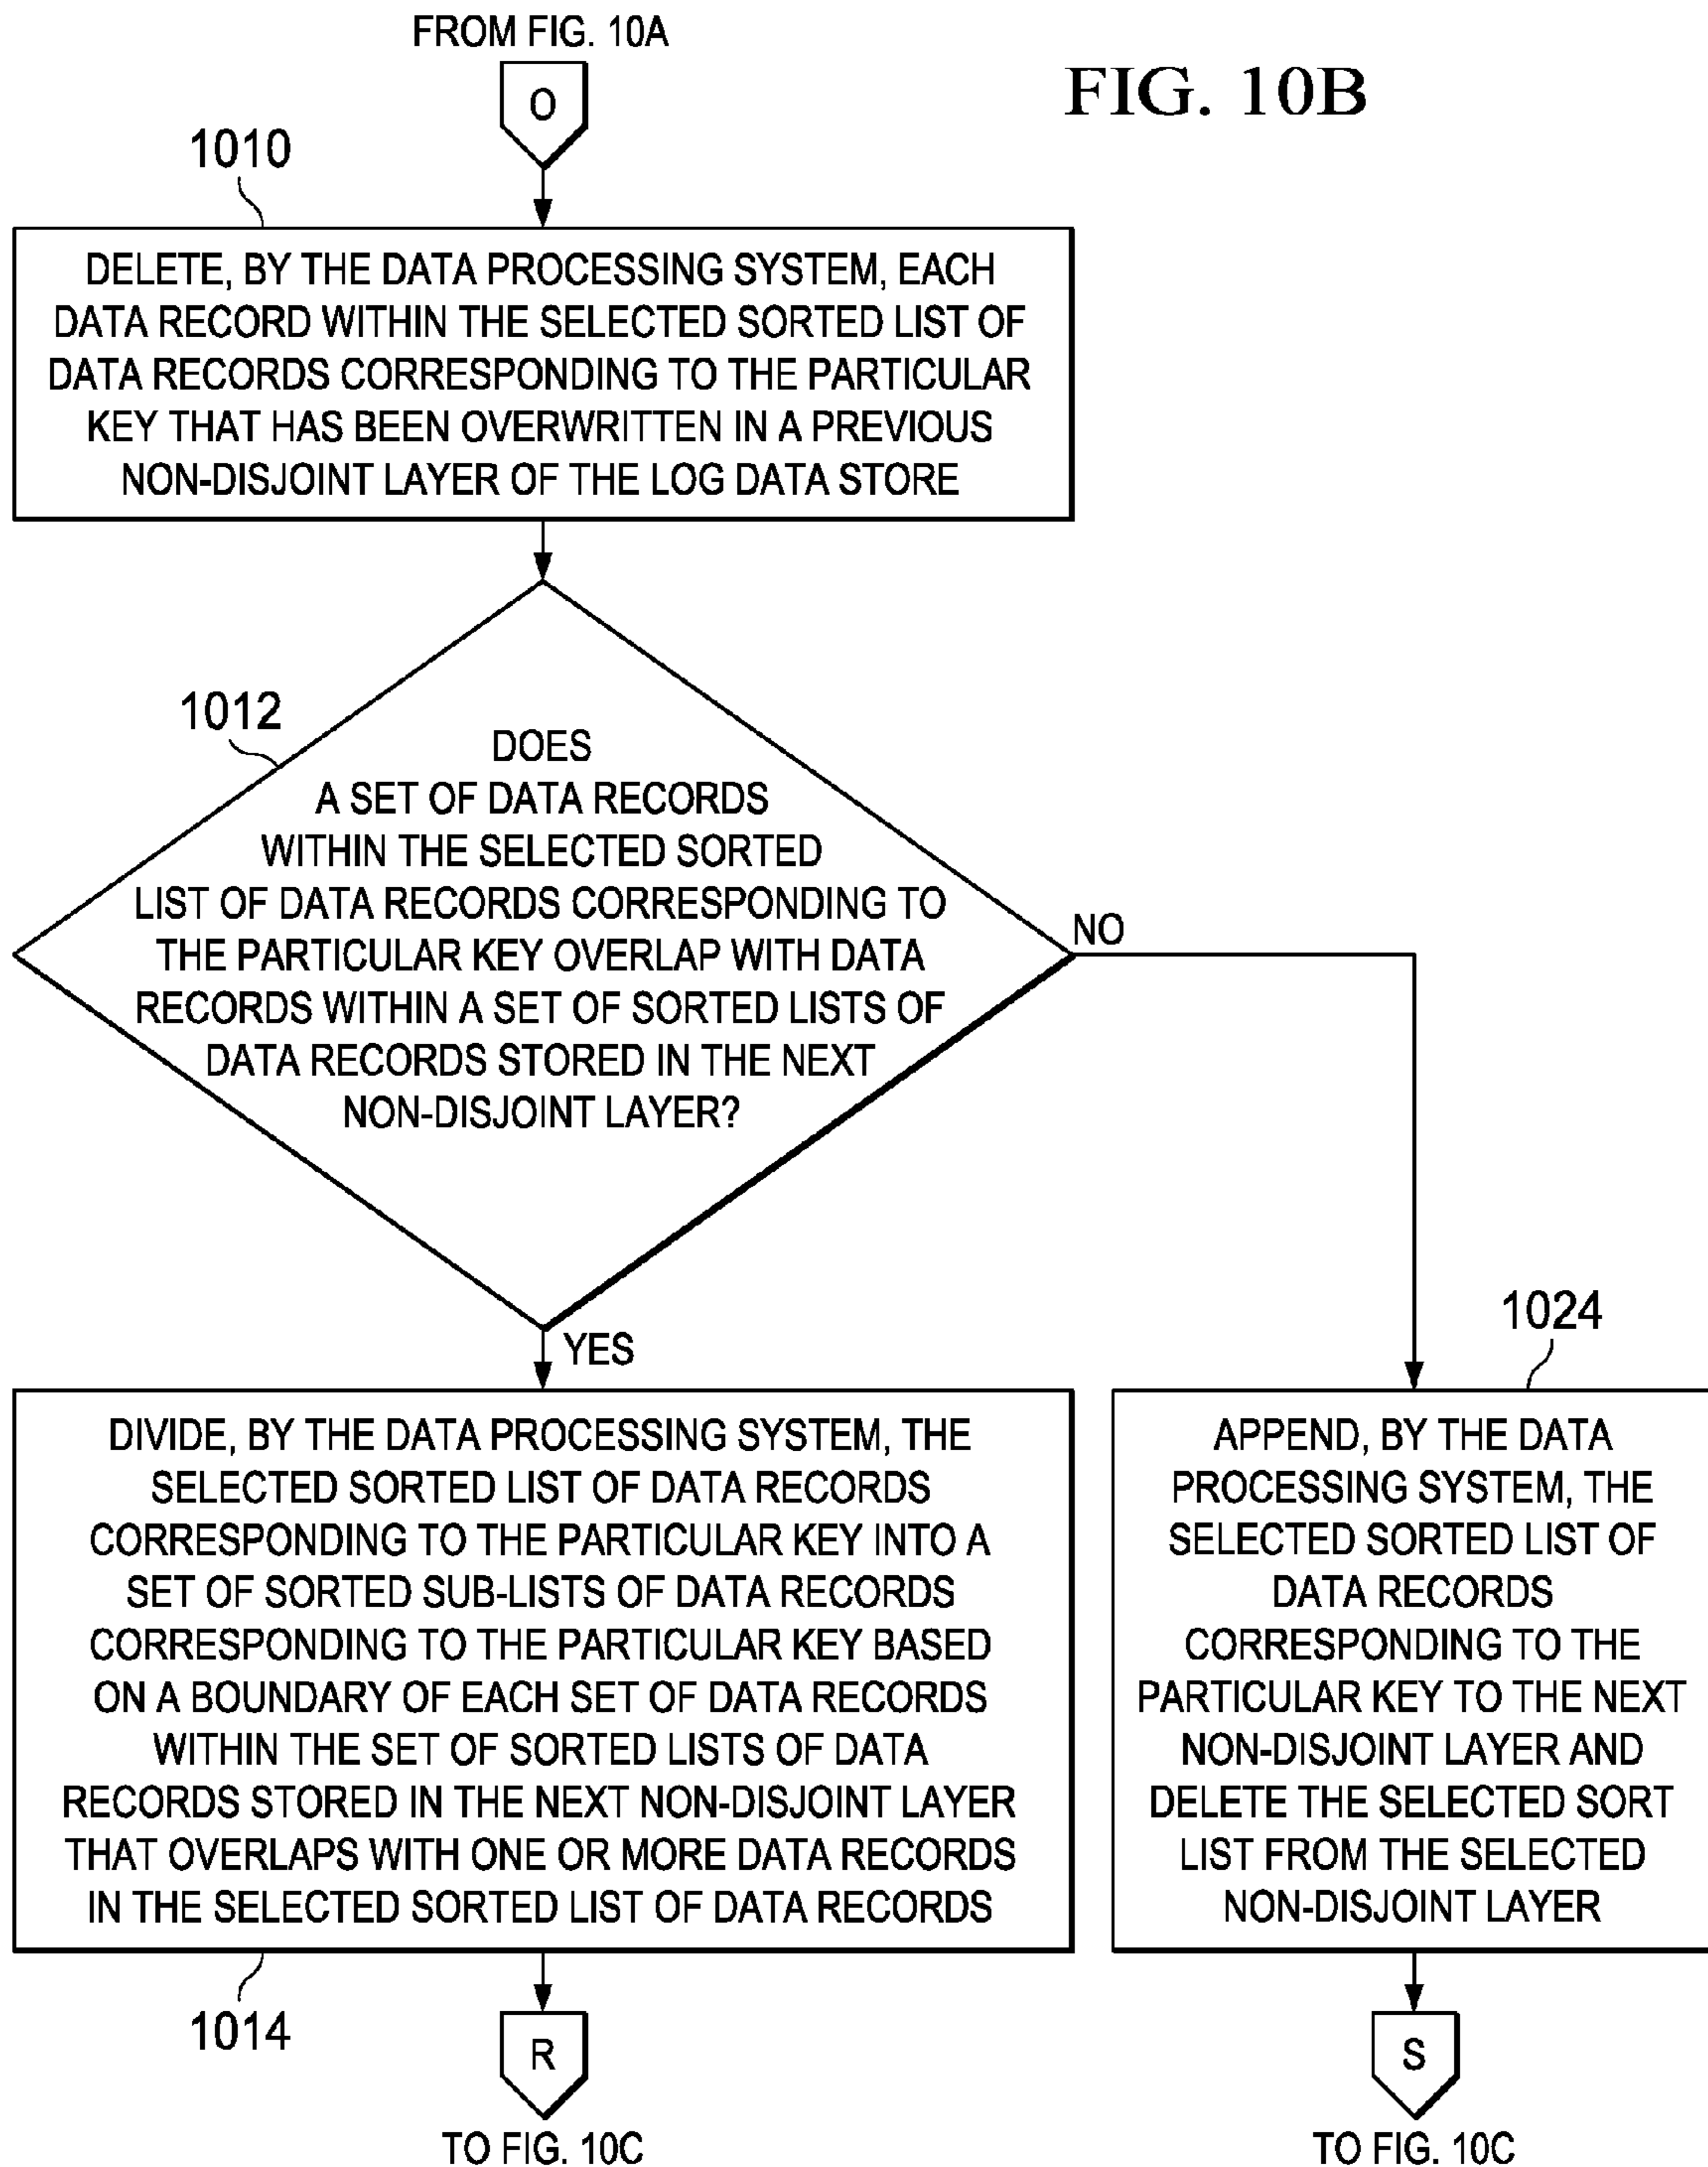 FROM FIG. 10A
O
FIG. 10B
1010
DELETE, BY THE DATA PROCESSING SYSTEM, EACH
DATA RECORD WITHIN THE SELECTED SORTED LIST OF
DATA RECORDS CORRESPONDING TO THE PARTICULAR
KEY THAT HAS BEEN OVERWRITTEN IN A PREVIOUS
NON-DISJOINT LAYER OF THE LOG DATA STORE
1012
DOES
A SET OF DATA RECORDS
WITHIN THE SELECTED SORTED
LIST OF DATA RECORDS CORRESPONDING TO
THE PARTICULAR KEY OVERLAP WITH DATA
RECORDS WITHIN A SET OF SORTED LISTS OF
DATA RECORDS STORED IN THE NEXT
NON-DISJOINT LAYER?
NO
YES
DIVIDE, BY THE DATA PROCESSING SYSTEM, THE
SELECTED SORTED LIST OF DATA RECORDS
CORRESPONDING TO THE PARTICULAR KEY INTO A
SET OF SORTED SUB-LISTS OF DATA RECORDS
CORRESPONDING TO THE PARTICULAR KEY BASED
ON A BOUNDARY OF EACH SET OF DATA RECORDS
WITHIN THE SET OF SORTED LISTS OF DATA
RECORDS STORED IN THE NEXT NON-DISJOINT LAYER
THAT OVERLAPS WITH ONE OR MORE DATA RECORDS
IN THE SELECTED SORTED LIST OF DATA RECORDS
1014
R
TO FIG. 10C
1024
APPEND, BY THE DATA
PROCESSING SYSTEM, THE
SELECTED SORTED LIST OF
DATA RECORDS
CORRESPONDING TO THE
PARTICULAR KEY TO THE NEXT
NON-DISJOINT LAYER AND
DELETE THE SELECTED SORT
LIST FROM THE SELECTED
NON-DISJOINT LAYER
S
TO FIG. 10C